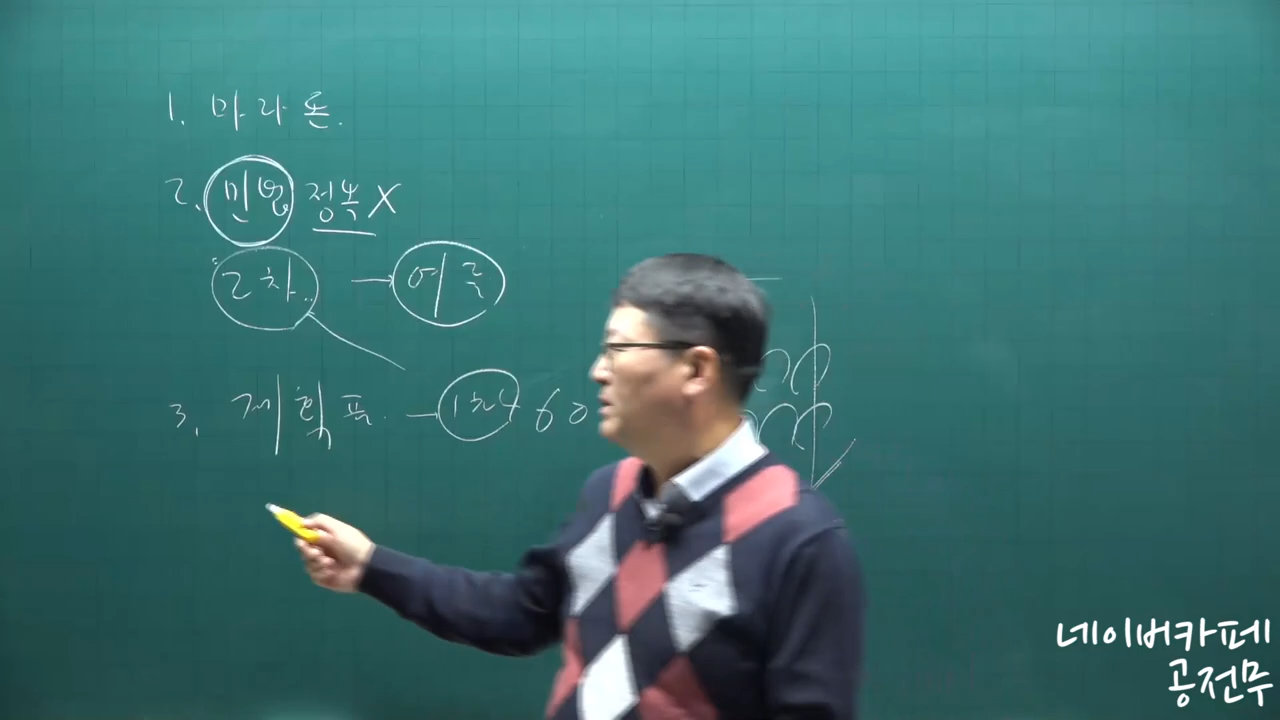 1. 마라톤.
2. 민법 정복 X
2차. → 여름
3. 계획표. - 1차 60
네이버카페
공전무